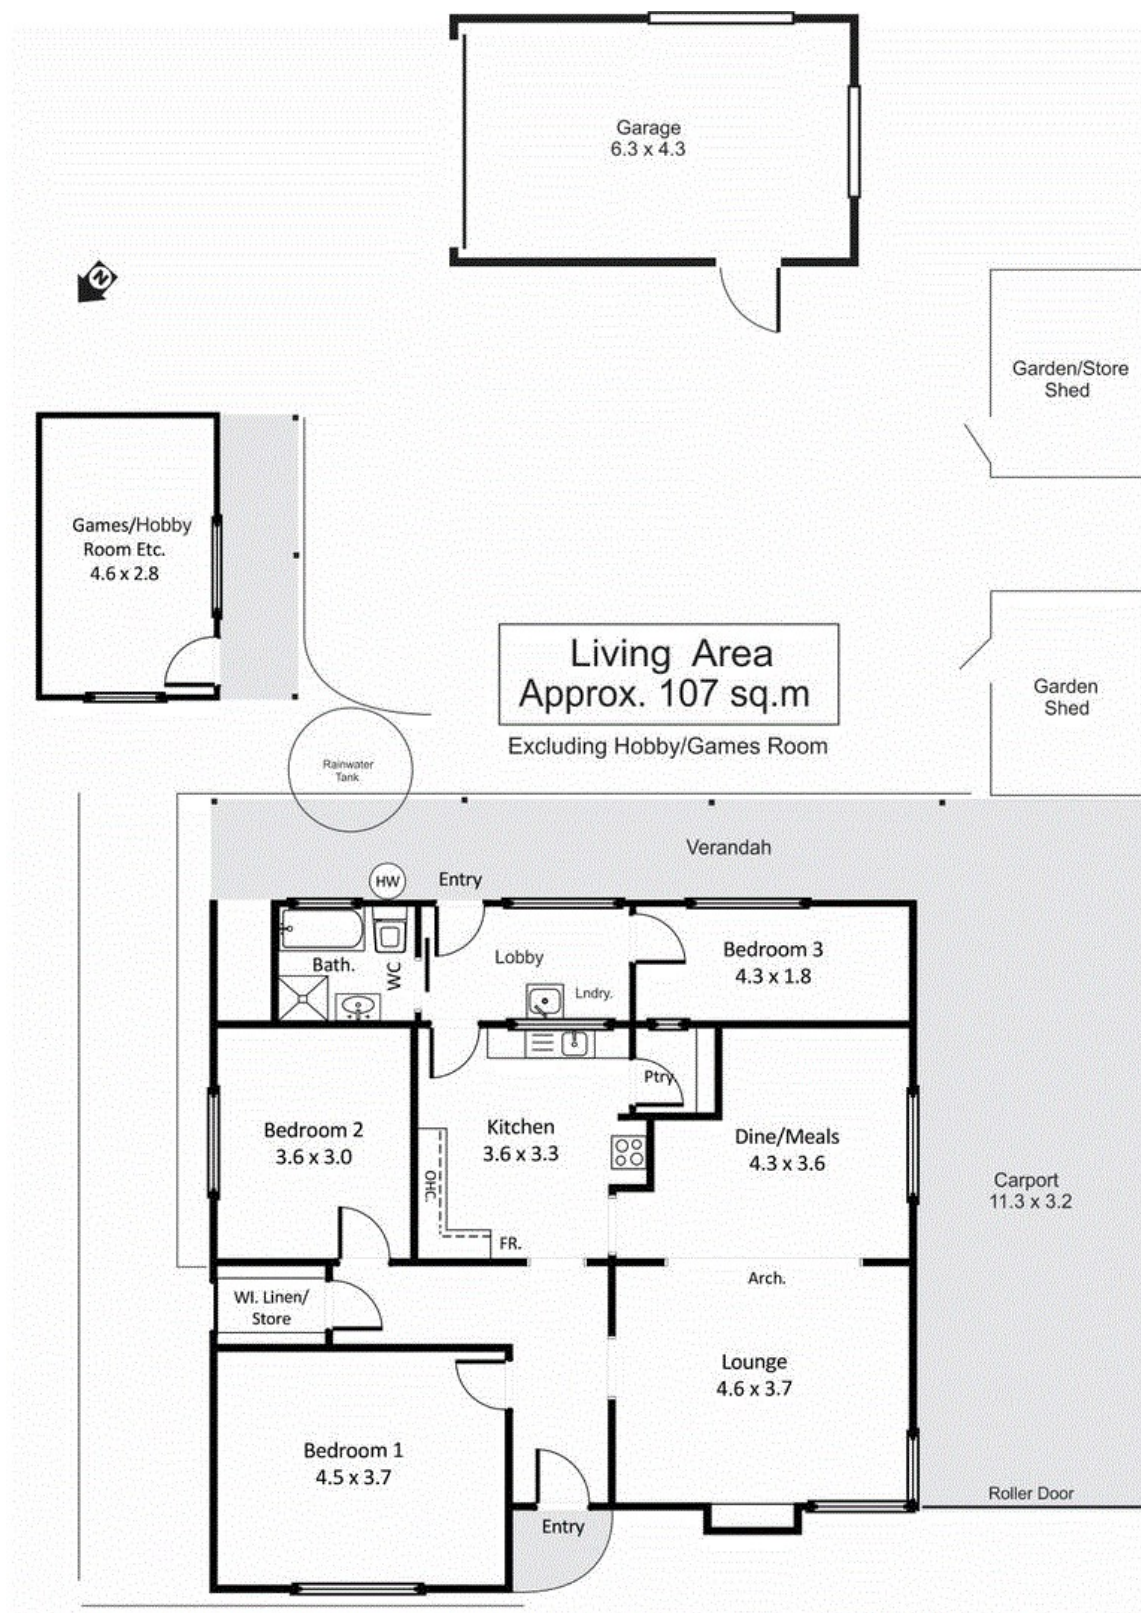 Garage
6.3 x 4.3
N
Garden/Store
Shed
Games/Hobby
Room Etc.
4.6 x 2.8
Living Area
Approx. 107 sq.m
Excluding Hobby/Games Room
Garden
Shed
Rainwater
Tank
Verandah
HW
Entry
Bath.
WC
Lobby
Lndry.
Bedroom 3
4.3 x 1.8
Ptry.
Bedroom 2
3.6 x 3.0
Kitchen
3.6 x 3.3
OHC.
FR.
Dine/Meals
4.3 x 3.6
Carport
11.3 x 3.2
Arch.
WI. Linen/
Store
Lounge
4.6 x 3.7
Bedroom 1
4.5 x 3.7
Entry
Roller Door